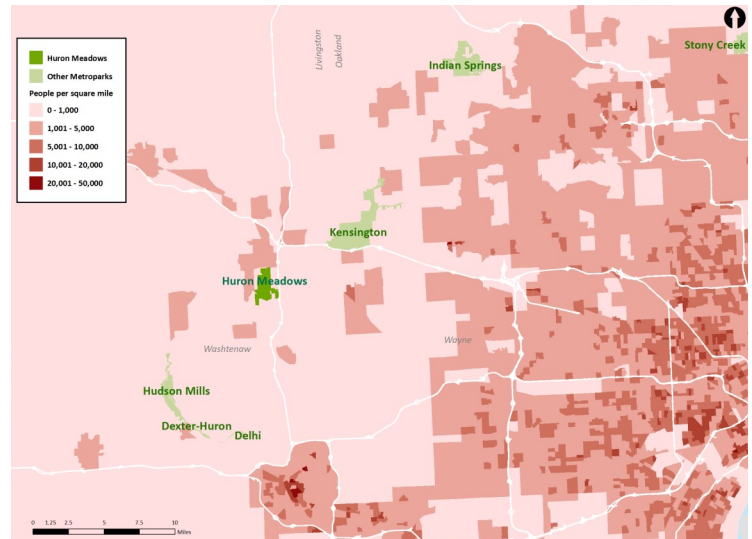 Huron Meadows
Other Metroparks
People per square mile
0 - 1,000
1,001 - 5,000
5,001 - 10,000
10,001 - 20,000
20,001 - 50,000
Livingston
Oakland
Indian Springs
Stony Creek
Kensington
Huron Meadows
Washtenaw
Wayne
Hudson Mills
Dexter-Huron
Delhi
0 1.25 2.5 5 7.5 10
Miles